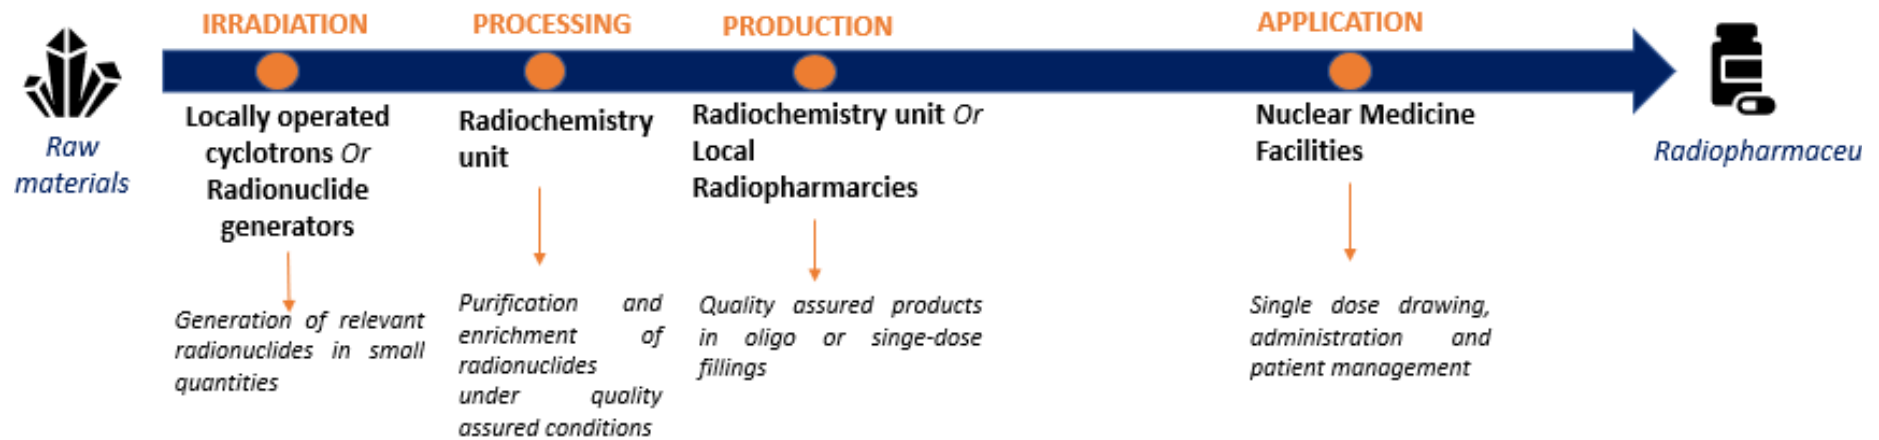 IRRADIATION
PROCESSING
PRODUCTION
APPLICATION
Raw
materials
Locally operated
cyclotrons Or
Radionuclide
generators
Generation of relevant
radionuclides in small
quantities
Radiochemistry
unit
Purification and
enrichment of
radionuclides
under quality
assured conditions
Radiochemistry unit Or
Local
Radiopharmarcies
Quality assured products
in oligo or singe-dose
fillings
Nuclear Medicine
Facilities
Single dose drawing,
administration and
patient management
Radiopharmaceu